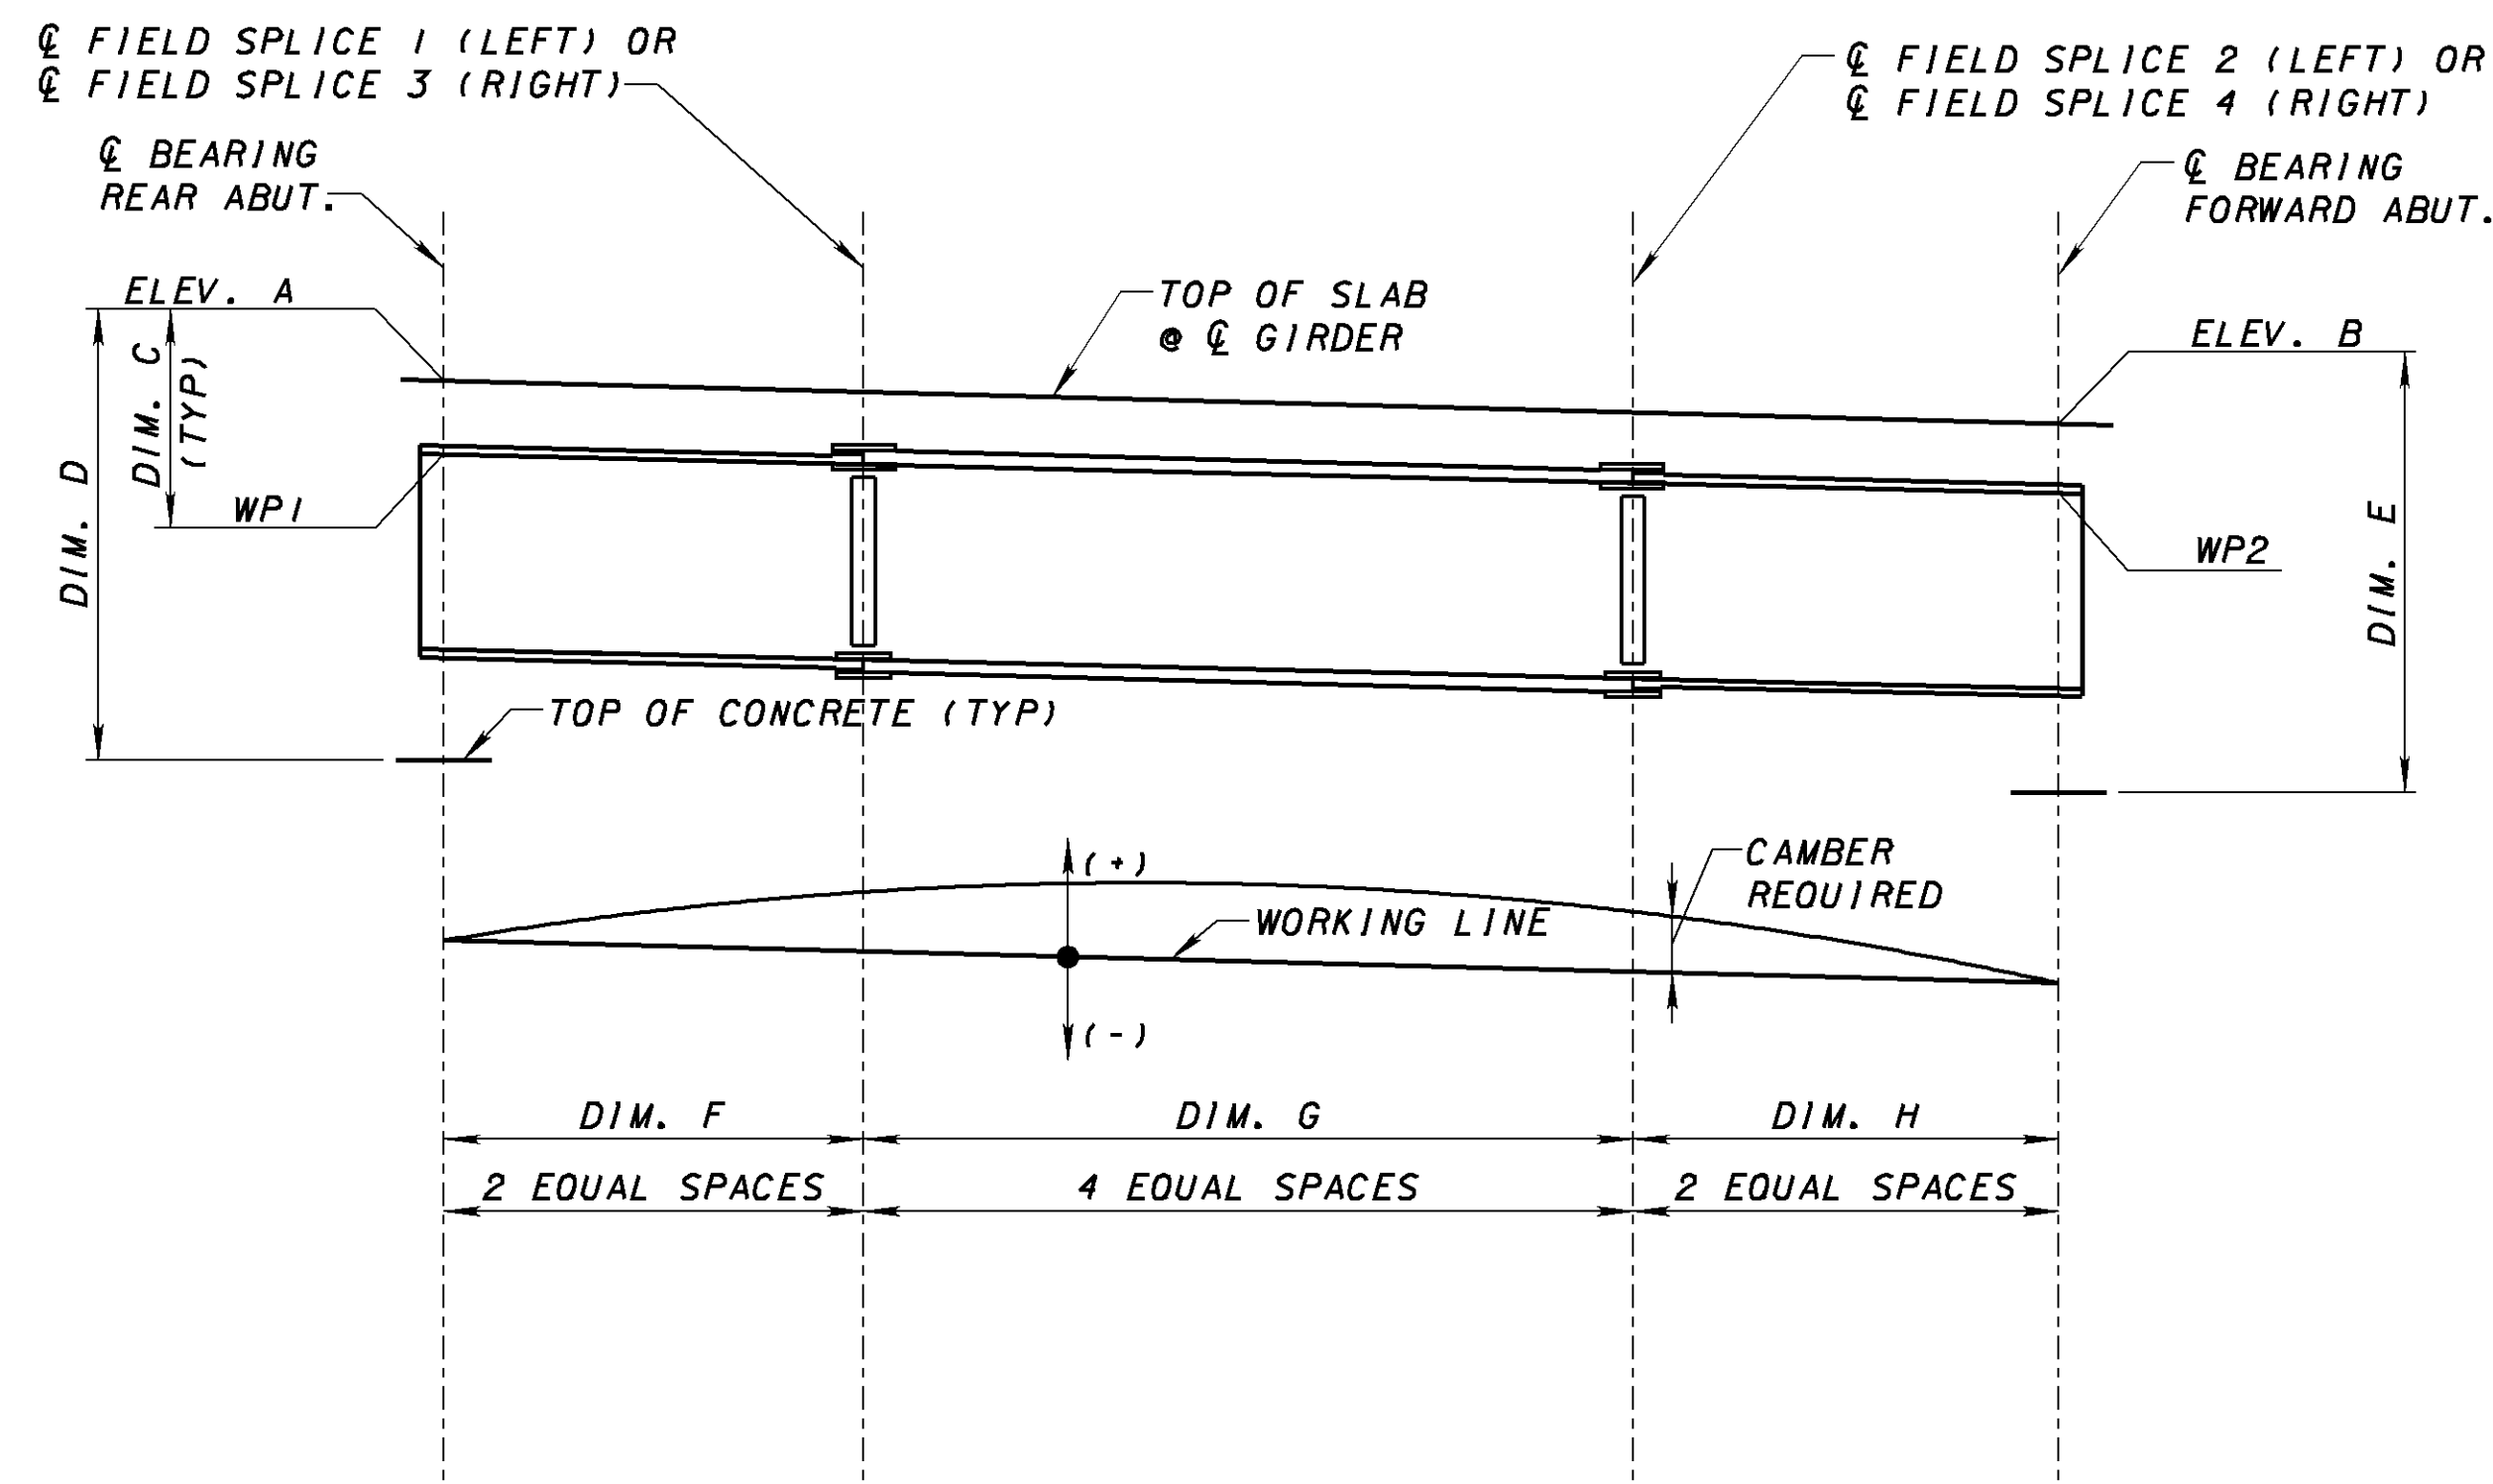 ℄ FIELD SPLICE 1 (LEFT) OR
℄ FIELD SPLICE 3 (RIGHT)
℄ FIELD SPLICE 2 (LEFT) OR
℄ FIELD SPLICE 4 (RIGHT)
℄ BEARING
REAR ABUT.
℄ BEARING
FORWARD ABUT.
ELEV. A
TOP OF SLAB
@ ℄ GIRDER
ELEV. B
DIM. C
(TYP)
DIM. D
WP1
WP2
DIM. E
TOP OF CONCRETE (TYP)
(+)
CAMBER
REQUIRED
WORKING LINE
(-)
DIM. F
DIM. G
DIM. H
2 EQUAL SPACES
4 EQUAL SPACES
2 EQUAL SPACES